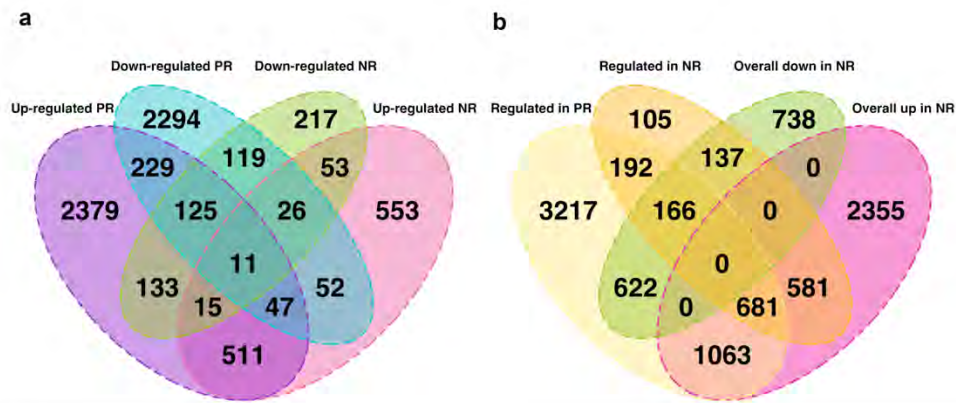 a
Down-regulated PR Down-regulated NR
Up-regulated PR Up-regulated NR
2294 217
229 119 53
2379 125 26 553
11
133 15 47 52
511
b
Regulated in NR Overall down in NR
Regulated in PR Overall up in NR
105 738
192 137 0
3217 166 0 2355
0
622 0 681 581
1063